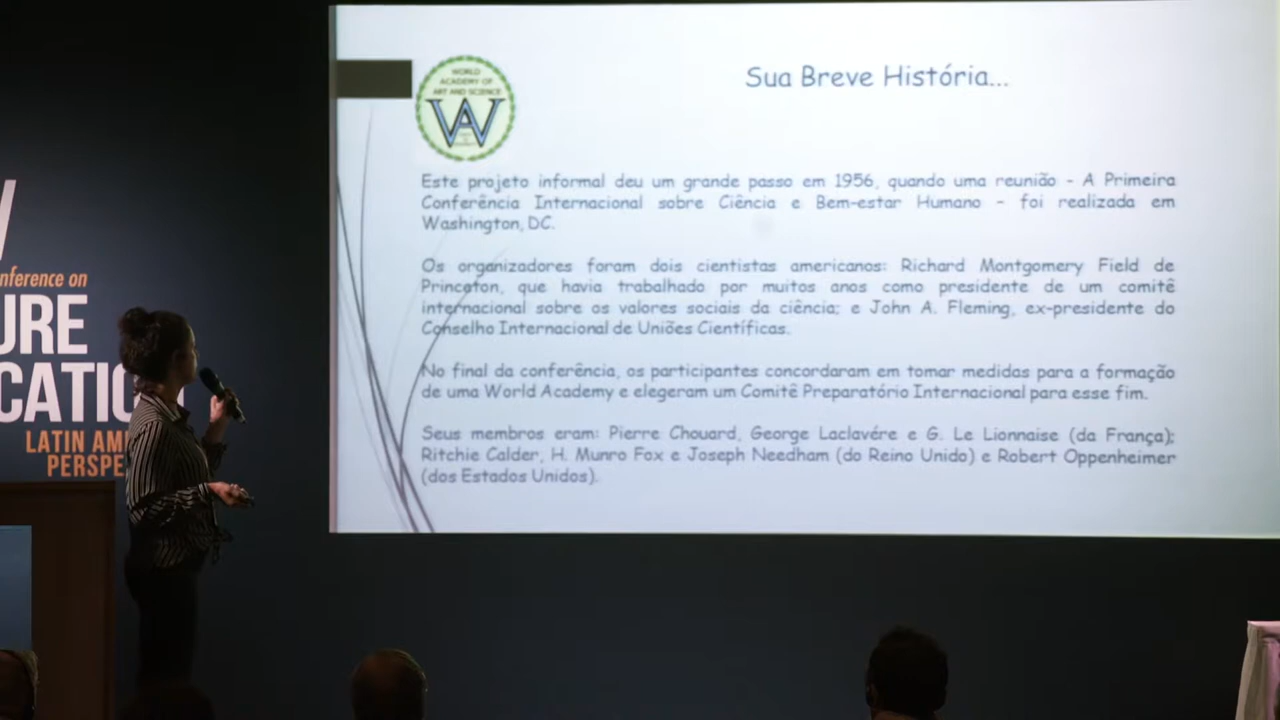 WORLD
ACADEMY OF
ART AND SCIENCE
Sua Breve História...
Este projeto informal deu um grande passo em 1956, quando uma reunião - A Primeira
Conferência Internacional sobre Ciência e Bem-estar Humano - foi realizada em
Washington, DC.
Os organizadores foram dois cientistas americanos: Richard Montgomery Field de
Princeton, que havia trabalhado por muitos anos como presidente de um comitê
internacional sobre os valores sociais da ciência; e John A. Fleming, ex-presidente do
Conselho Internacional de Uniões Científicas.
No final da conferência, os participantes concordaram em tomar medidas para a formação
de uma World Academy e elegeram um Comitê Preparatório Internacional para esse fim.
Seus membros eram: Pierre Chouard, George Laclavére e G. Le Lionnaise (da França);
Ritchie Calder, H. Munro Fox e Joseph Needham (do Reino Unido) e Robert Oppenheimer
(dos Estados Unidos).
nference on
URE
CATIO
LATIN AM
PERSPE